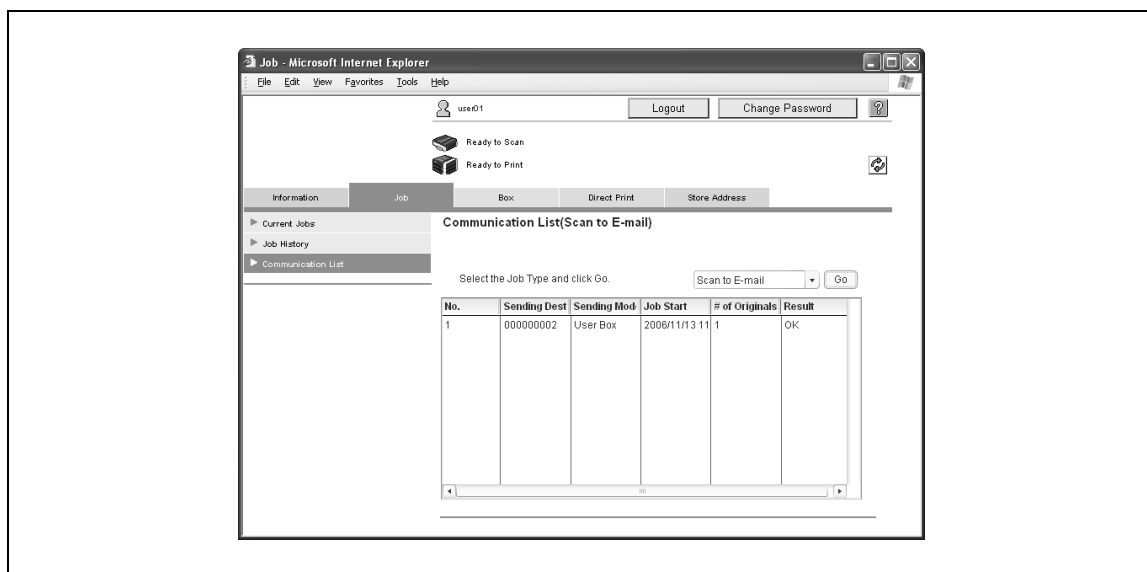 Job - Microsoft Internet Explorer
File Edit View Favorites Tools Help
user01 Logout Change Password ?
Ready to Scan
Ready to Print
Information Job Box Direct Print Store Address
Current Jobs
Job History
Communication List
Communication List(Scan to E-mail)
Select the Job Type and click Go. Scan to E-mail Go
No. Sending Dest Sending Mod Job Start # of Originals Result
1 000000002 User Box 2006/11/13 11 1 OK